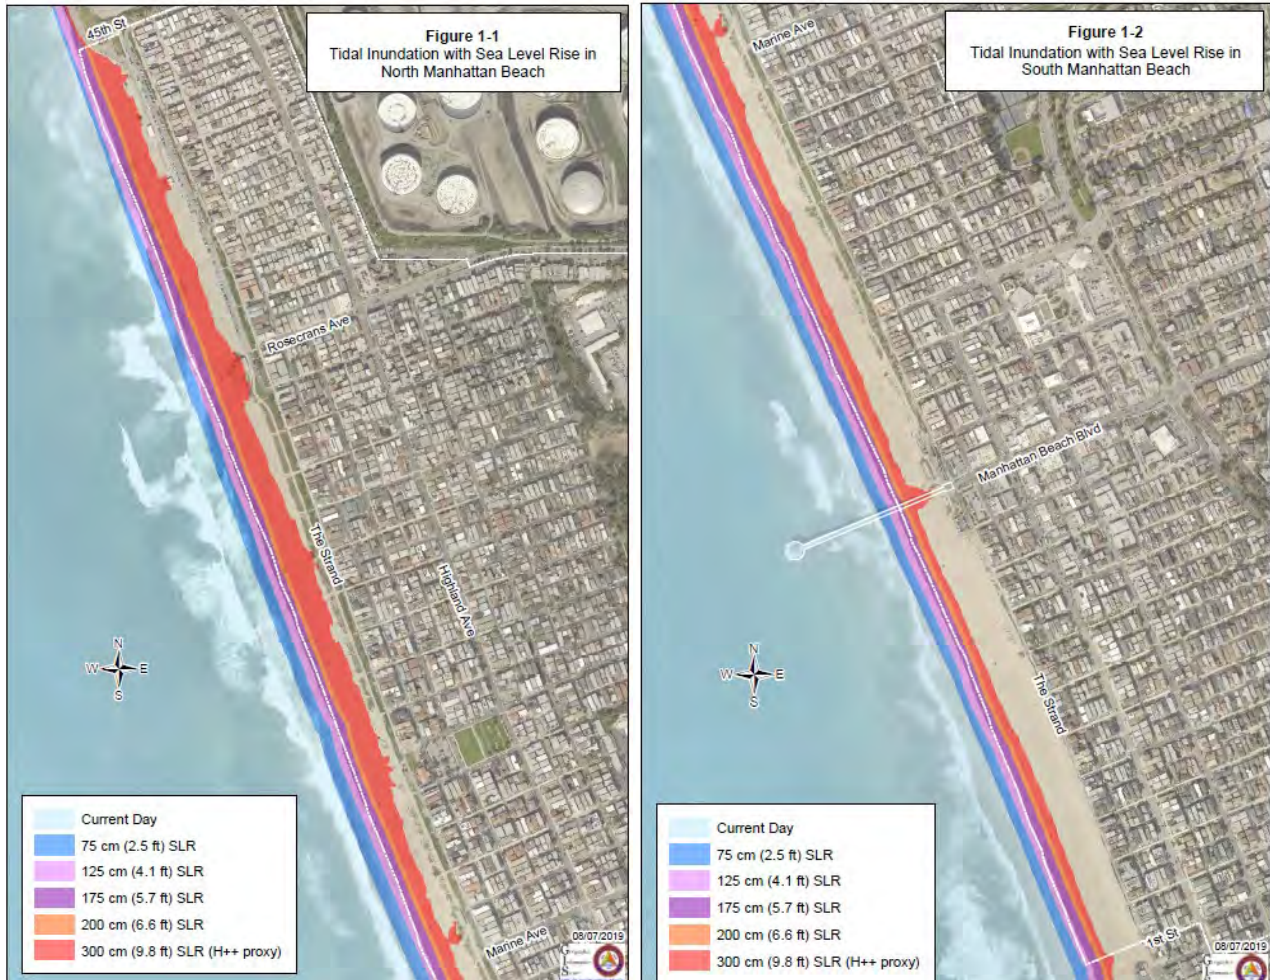 Figure 1-1
Tidal Inundation with Sea Level Rise in
North Manhattan Beach
45th St
Rosecrans Ave
The Strand
Highland Ave
N
W E
S
Current Day
75 cm (2.5 ft) SLR
125 cm (4.1 ft) SLR
175 cm (5.7 ft) SLR
200 cm (6.6 ft) SLR
300 cm (9.8 ft) SLR (H++ proxy)
Marine Ave
08/07/2019
Figure 1-2
Tidal Inundation with Sea Level Rise in
South Manhattan Beach
Marine Ave
Manhattan Beach Blvd
The Strand
N
W E
S
Current Day
75 cm (2.5 ft) SLR
125 cm (4.1 ft) SLR
175 cm (5.7 ft) SLR
200 cm (6.6 ft) SLR
300 cm (9.8 ft) SLR (H++ proxy)
1st St
08/07/2019